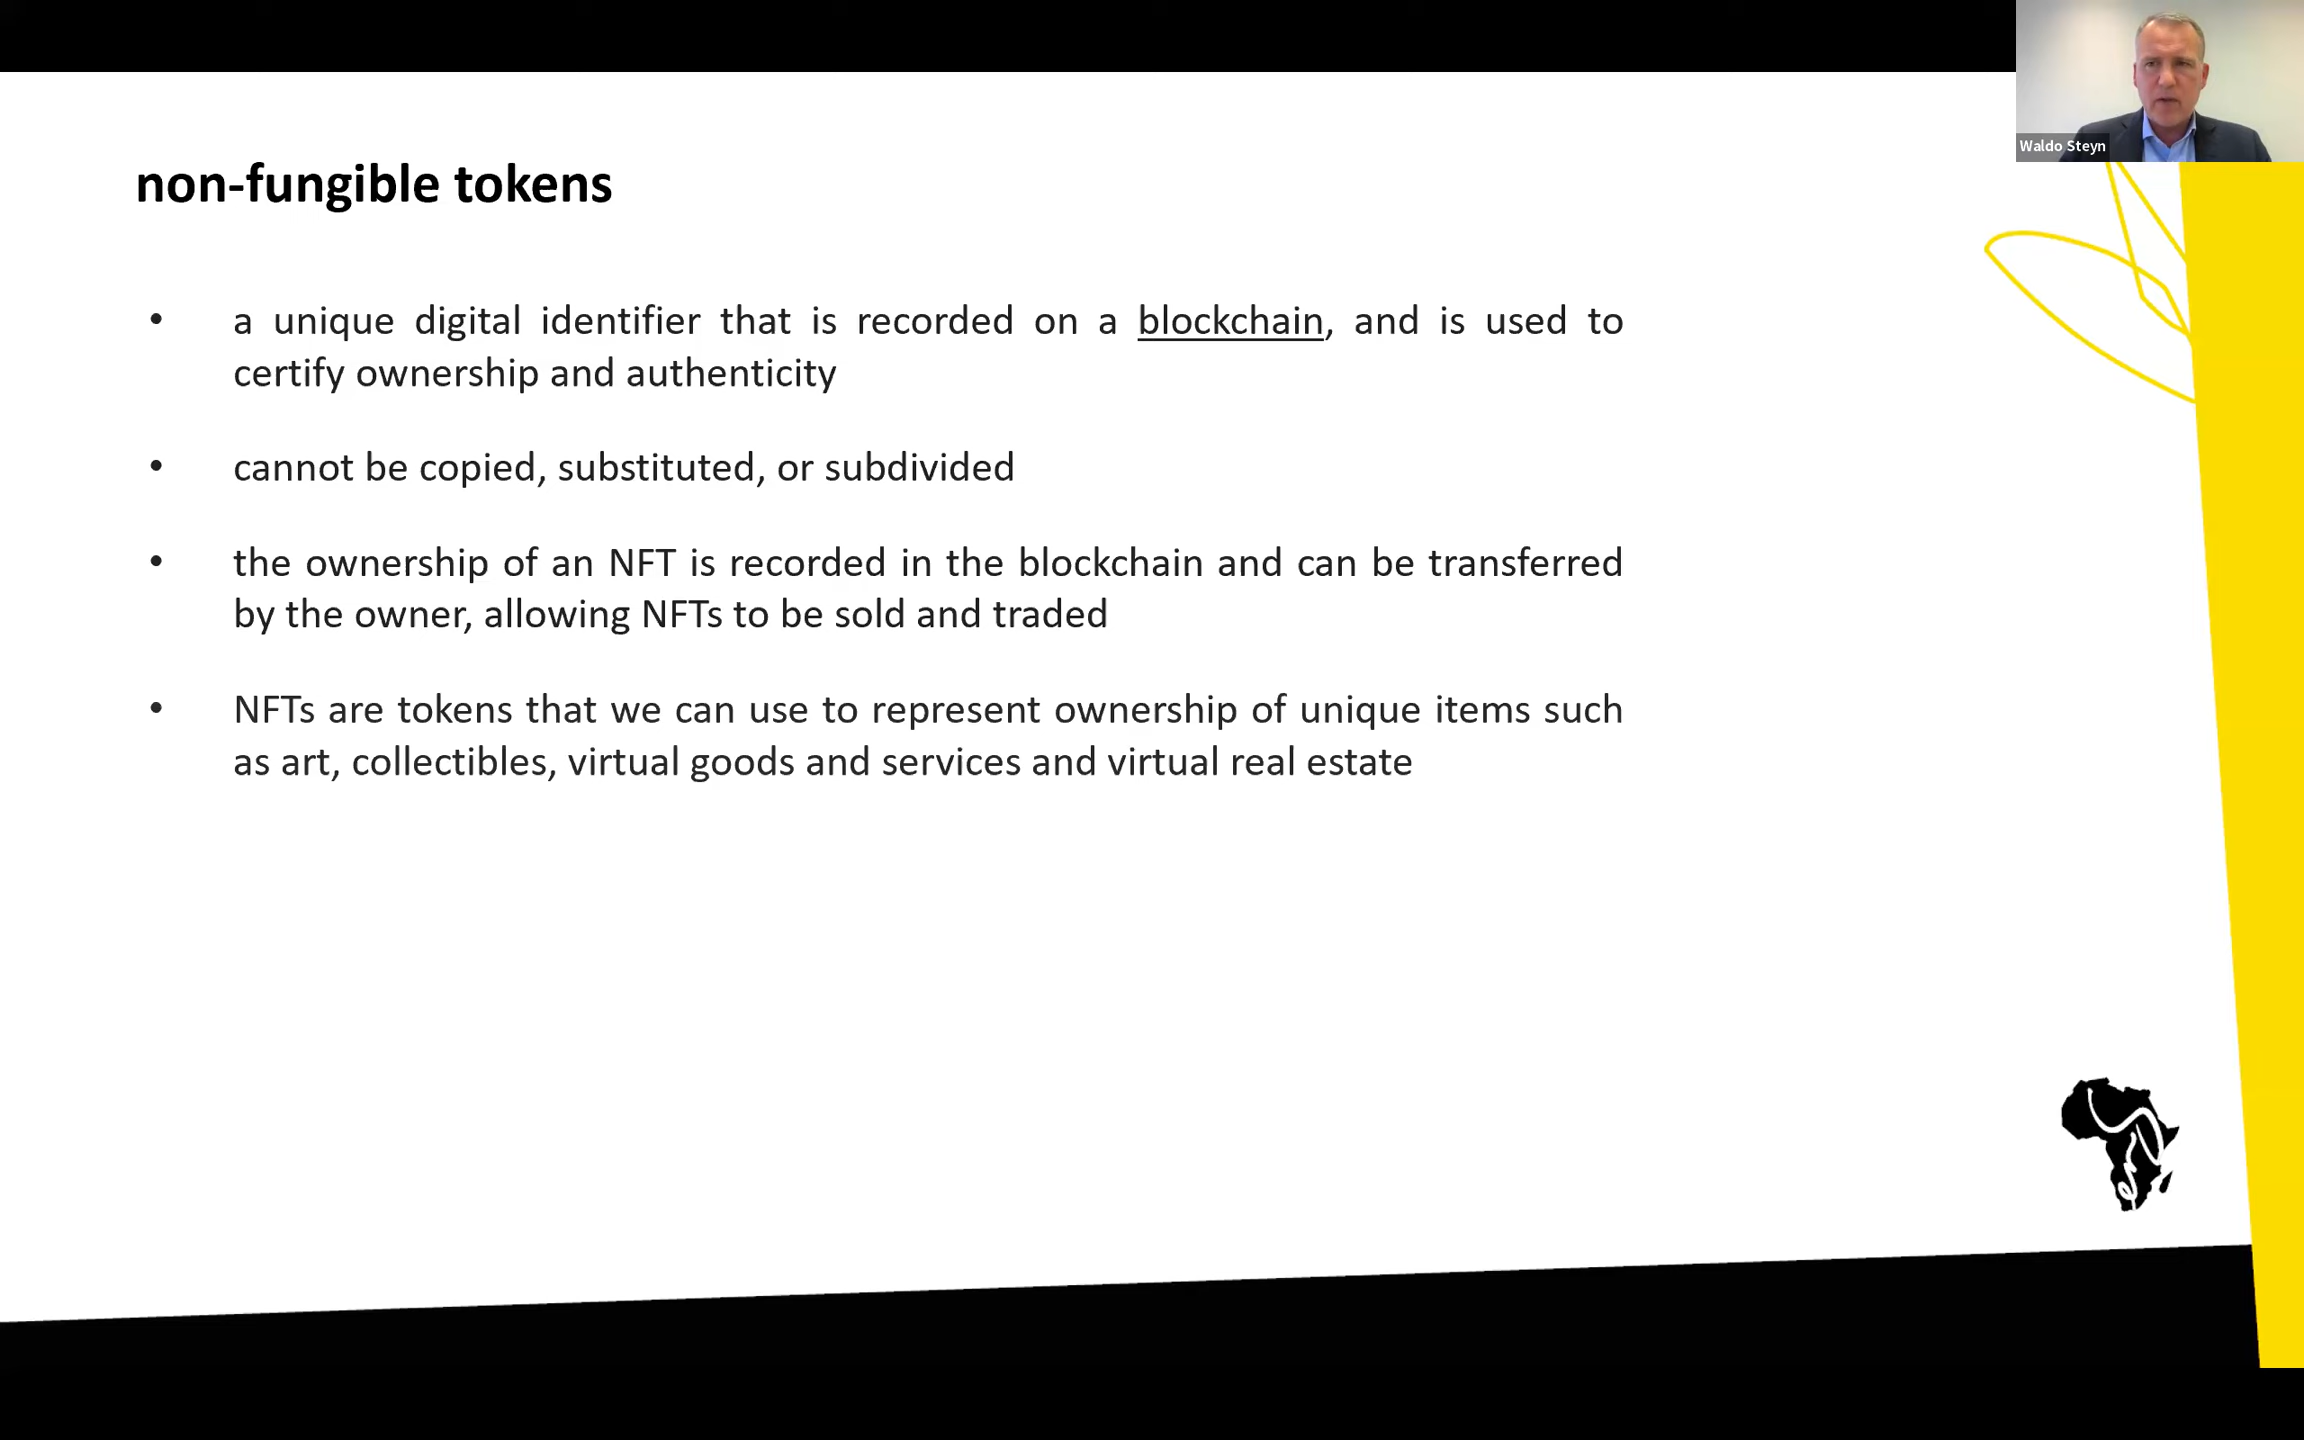 Waldo Steyn
non-fungible tokens
• a unique digital identifier that is recorded on a blockchain, and is used to
certify ownership and authenticity
• cannot be copied, substituted, or subdivided
• the ownership of an NFT is recorded in the blockchain and can be transferred
by the owner, allowing NFTs to be sold and traded
• NFTs are tokens that we can use to represent ownership of unique items such
as art, collectibles, virtual goods and services and virtual real estate